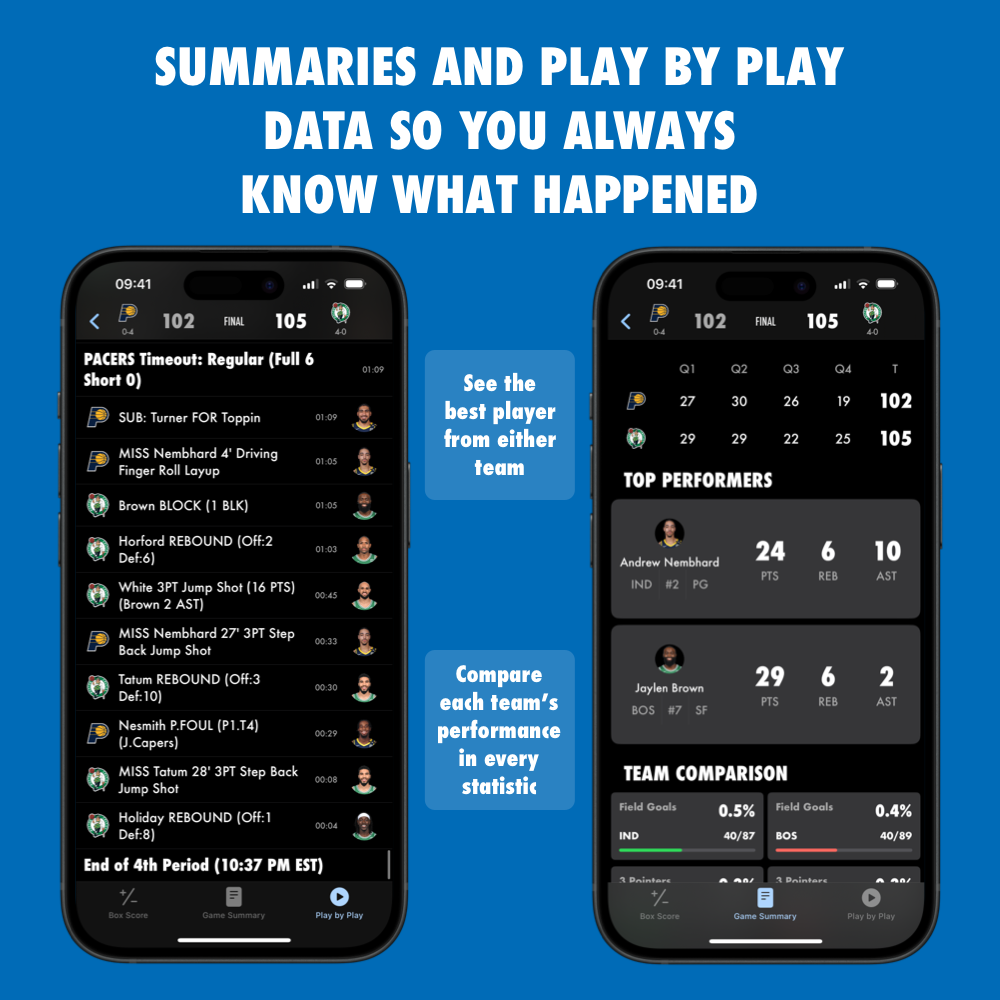 SUMMARIES AND PLAY BY PLAY
DATA SO YOU ALWAYS
KNOW WHAT HAPPENED
09:41
0-4
102
FINAL
105
4-0
PACERS Timeout: Regular (Full 6
Short 0)
01:09
SUB: Turner FOR Toppin
01:09
MISS Nembhard 4' Driving
Finger Roll Layup
01:05
Brown BLOCK (1 BLK)
01:05
Horford REBOUND (Off:2
Def:6)
01:03
White 3PT Jump Shot (16 PTS)
(Brown 2 AST)
00:45
MISS Nembhard 27' 3PT Step
Back Jump Shot
00:33
Tatum REBOUND (Off:3
Def:10)
00:30
Nesmith P.FOUL (P1.T4)
(J.Capers)
00:29
MISS Tatum 28' 3PT Step Back
Jump Shot
00:08
Holiday REBOUND (Off:1
Def:8)
00:04
End of 4th Period (10:37 PM EST)
Box Score
Game Summary
Play by Play
See the
best player
from either
team
Compare
each team’s
performance
in every
statistic
09:41
0-4
102
FINAL
105
4-0
Q1 Q2 Q3 Q4 T
27 30 26 19 102
29 29 22 25 105
TOP PERFORMERS
Andrew Nembhard
IND #2 PG
24 6 10
PTS REB AST
Jaylen Brown
BOS #7 SF
29 6 2
PTS REB AST
TEAM COMPARISON
Field Goals 0.5%
IND 40/87
Field Goals 0.4%
BOS 40/89
3 Pointers
3 Pointers
Box Score
Game Summary
Play by Play